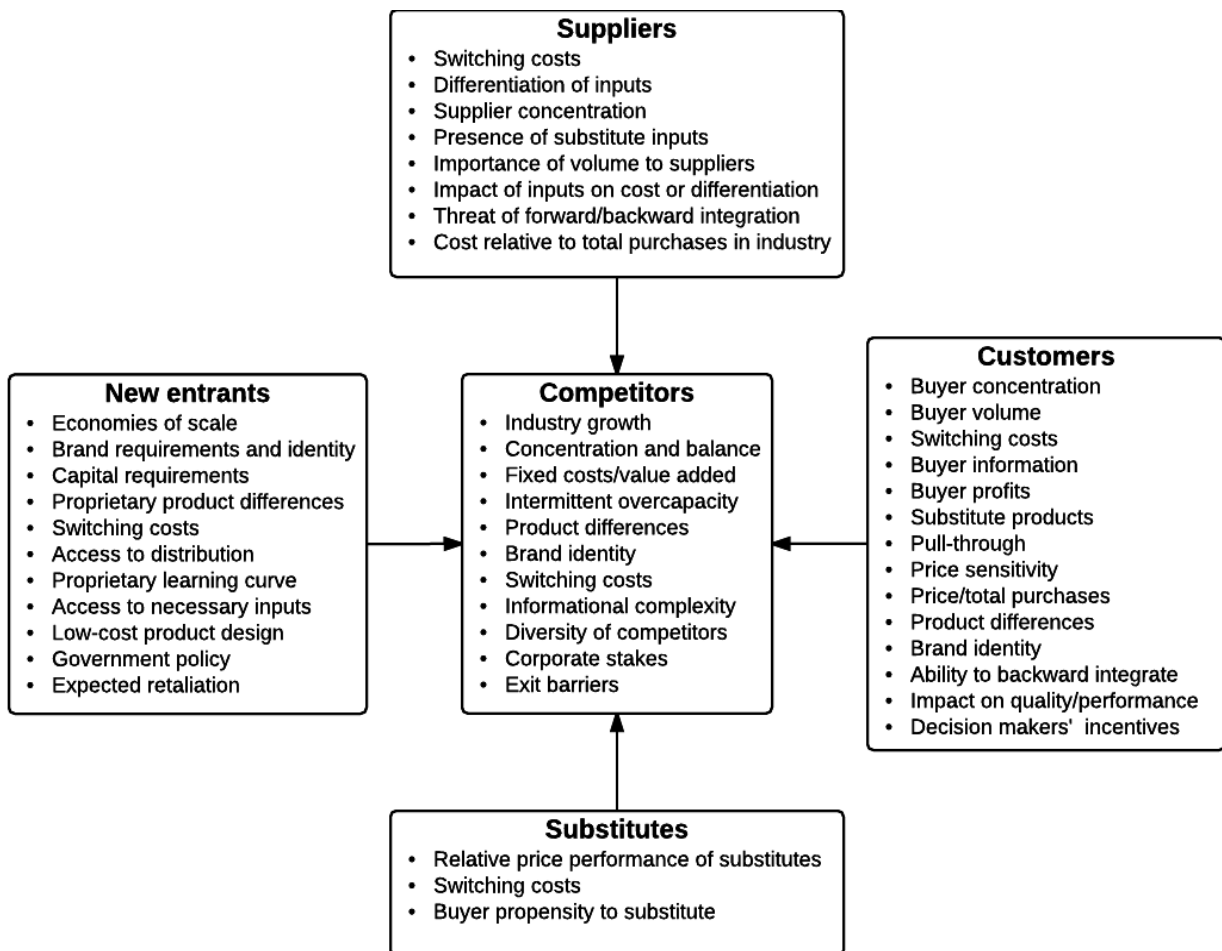 Suppliers
• Switching costs
• Differentiation of inputs
• Supplier concentration
• Presence of substitute inputs
• Importance of volume to suppliers
• Impact of inputs on cost or differentiation
• Threat of forward/backward integration
• Cost relative to total purchases in industry
New entrants
• Economies of scale
• Brand requirements and identity
• Capital requirements
• Proprietary product differences
• Switching costs
• Access to distribution
• Proprietary learning curve
• Access to necessary inputs
• Low-cost product design
• Government policy
• Expected retaliation
Competitors
• Industry growth
• Concentration and balance
• Fixed costs/value added
• Intermittent overcapacity
• Product differences
• Brand identity
• Switching costs
• Informational complexity
• Diversity of competitors
• Corporate stakes
• Exit barriers
Customers
• Buyer concentration
• Buyer volume
• Switching costs
• Buyer information
• Buyer profits
• Substitute products
• Pull-through
• Price sensitivity
• Price/total purchases
• Product differences
• Brand identity
• Ability to backward integrate
• Impact on quality/performance
• Decision makers' incentives
Substitutes
• Relative price performance of substitutes
• Switching costs
• Buyer propensity to substitute